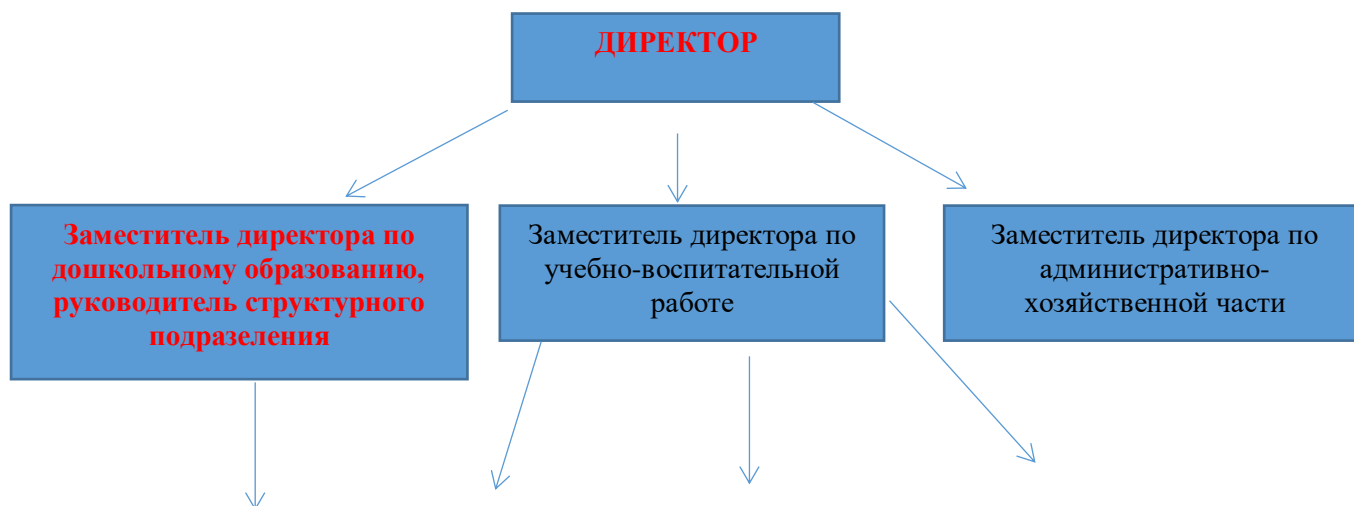 ДИРЕКТОР
Заместитель директора по
дошкольному образованию,
руководитель структурного
подразеления
Заместитель директора по
учебно-воспитательной
работе
Заместитель директора по
административно-
хозяйственной части